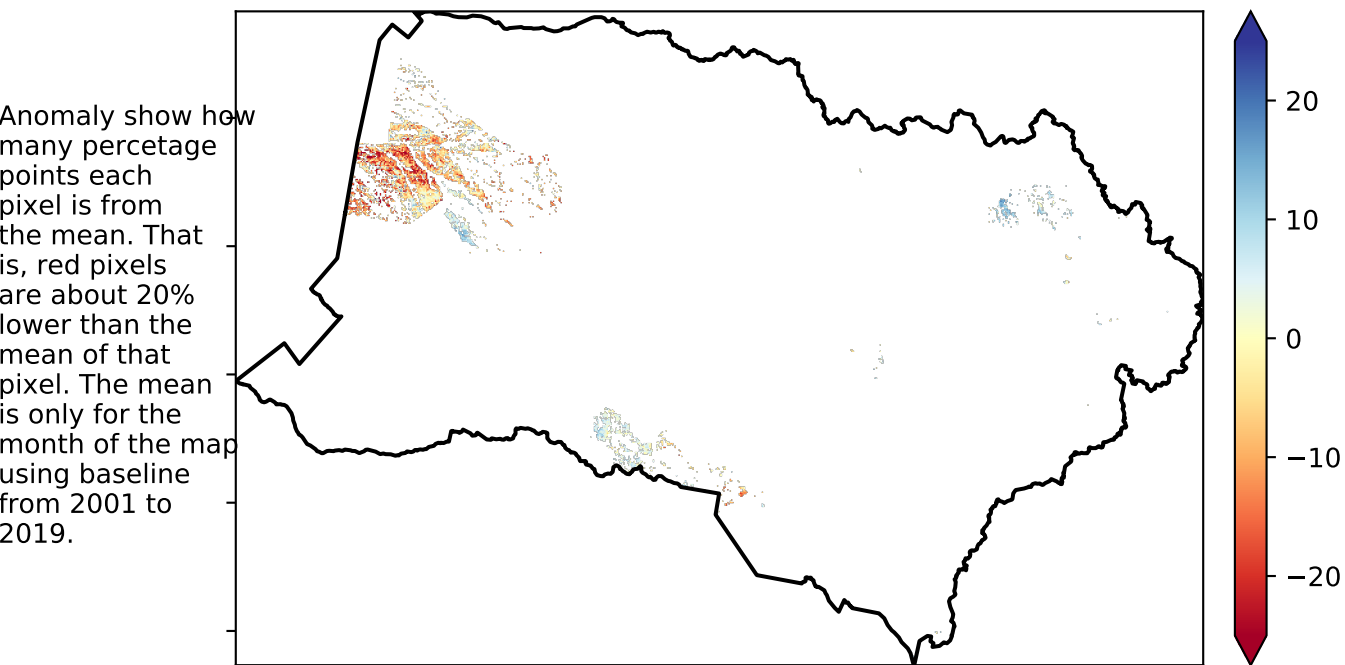 Anomaly show how
many percetage
points each
pixel is from
the mean. That
is, red pixels
are about 20%
lower than the
mean of that
pixel. The mean
is only for the
month of the map
using baseline
from 2001 to
2019.
20
10
0
−10
−20